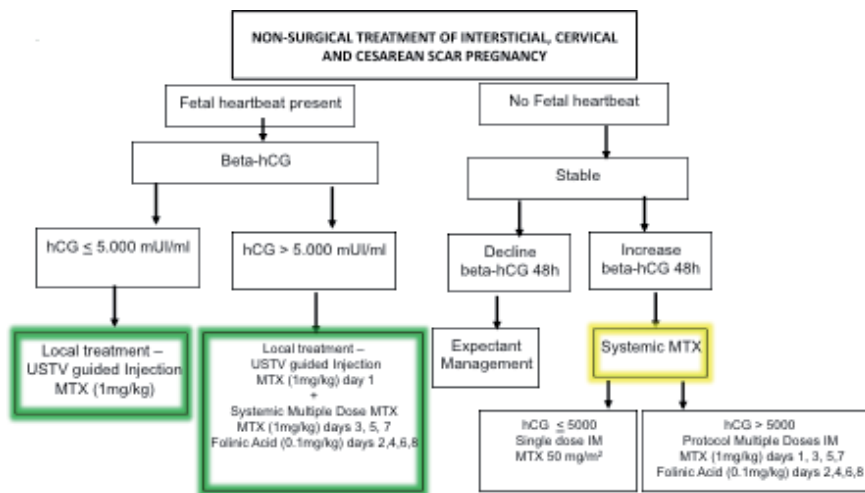 NON-SURGICAL TREATMENT OF INTERSTICIAL, CERVICAL
AND CESAREAN SCAR PREGNANCY
Fetal heartbeat present
No Fetal heartbeat
Beta-hCG
Stable
hCG ≤ 5.000 mUI/ml
hCG > 5.000 mUI/ml
Decline
beta-hCG 48h
Increase
beta-hCG 48h
Local treatment –
USTV guided Injection
MTX (1mg/kg)
Local treatment –
USTV guided Injection
MTX (1mg/kg) day 1
+
Systemic Multiple Dose MTX
MTX (1mg/kg) days 3, 5, 7
Folinic Acid (0.1mg/kg) days 2,4,6,8
Expectant
Management
Systemic MTX
hCG ≤ 5000
Single dose IM
MTX 50 mg/m²
hCG > 5000
Protocol Multiple Doses IM
MTX (1mg/kg) days 1, 3, 5,7
Folinic Acid (0.1mg/kg) days 2,4,6,8